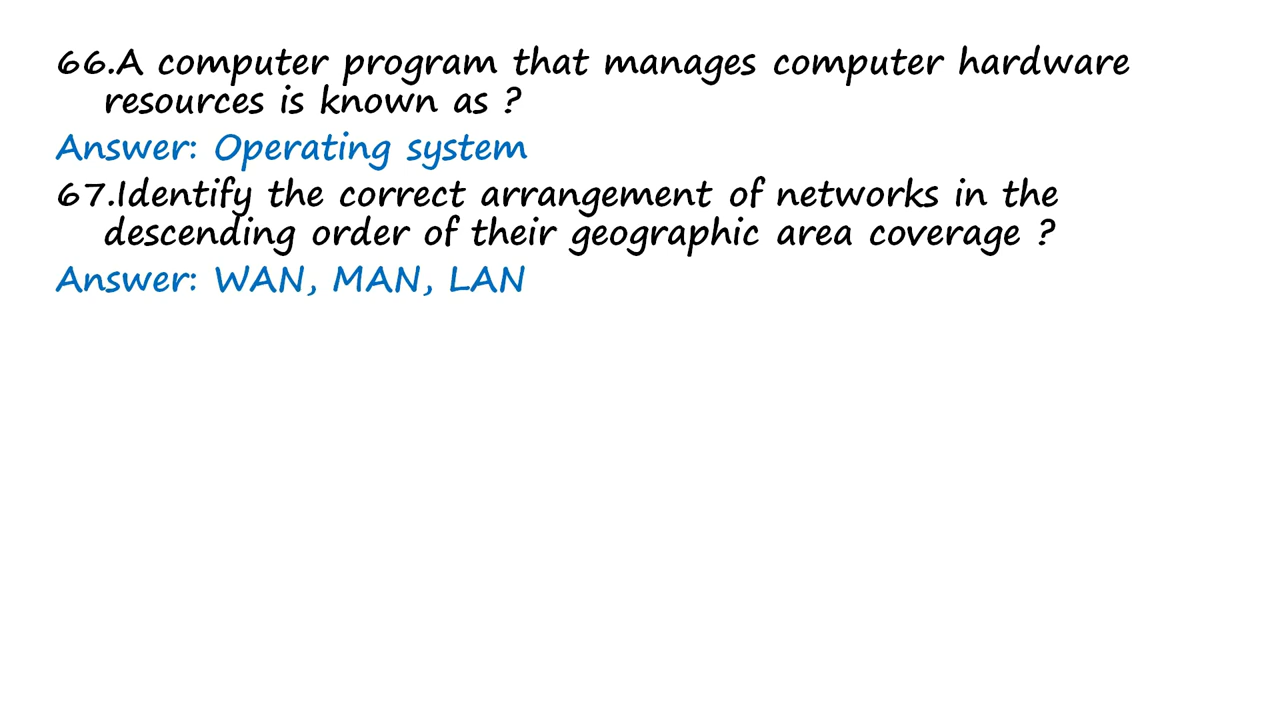 66.A computer program that manages computer hardware
resources is known as ?
Answer: Operating system
67.Identify the correct arrangement of networks in the
descending order of their geographic area coverage ?
Answer: WAN, MAN, LAN